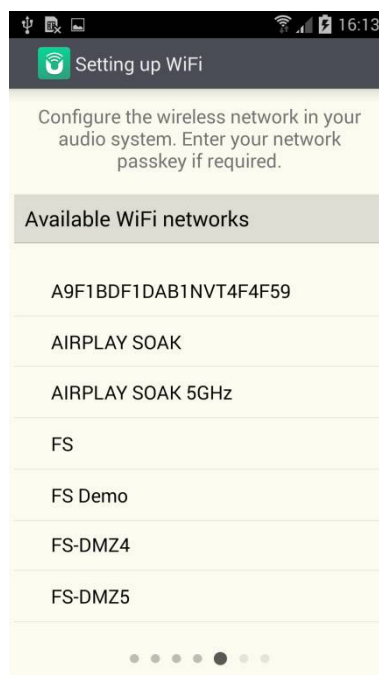 16:13
Setting up WiFi
Configure the wireless network in your
audio system. Enter your network
passkey if required.
Available WiFi networks
A9F1BDF1DAB1NVT4F4F59
AIRPLAY SOAK
AIRPLAY SOAK 5GHz
FS
FS Demo
FS-DMZ4
FS-DMZ5